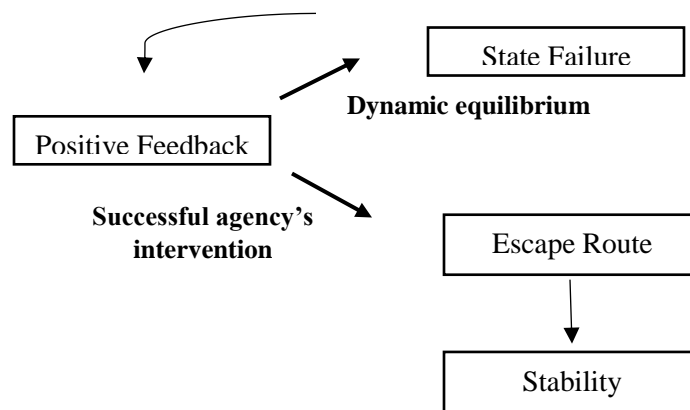 State Failure
Dynamic equilibrium
Positive Feedback
Successful agency’s
intervention
Escape Route
Stability